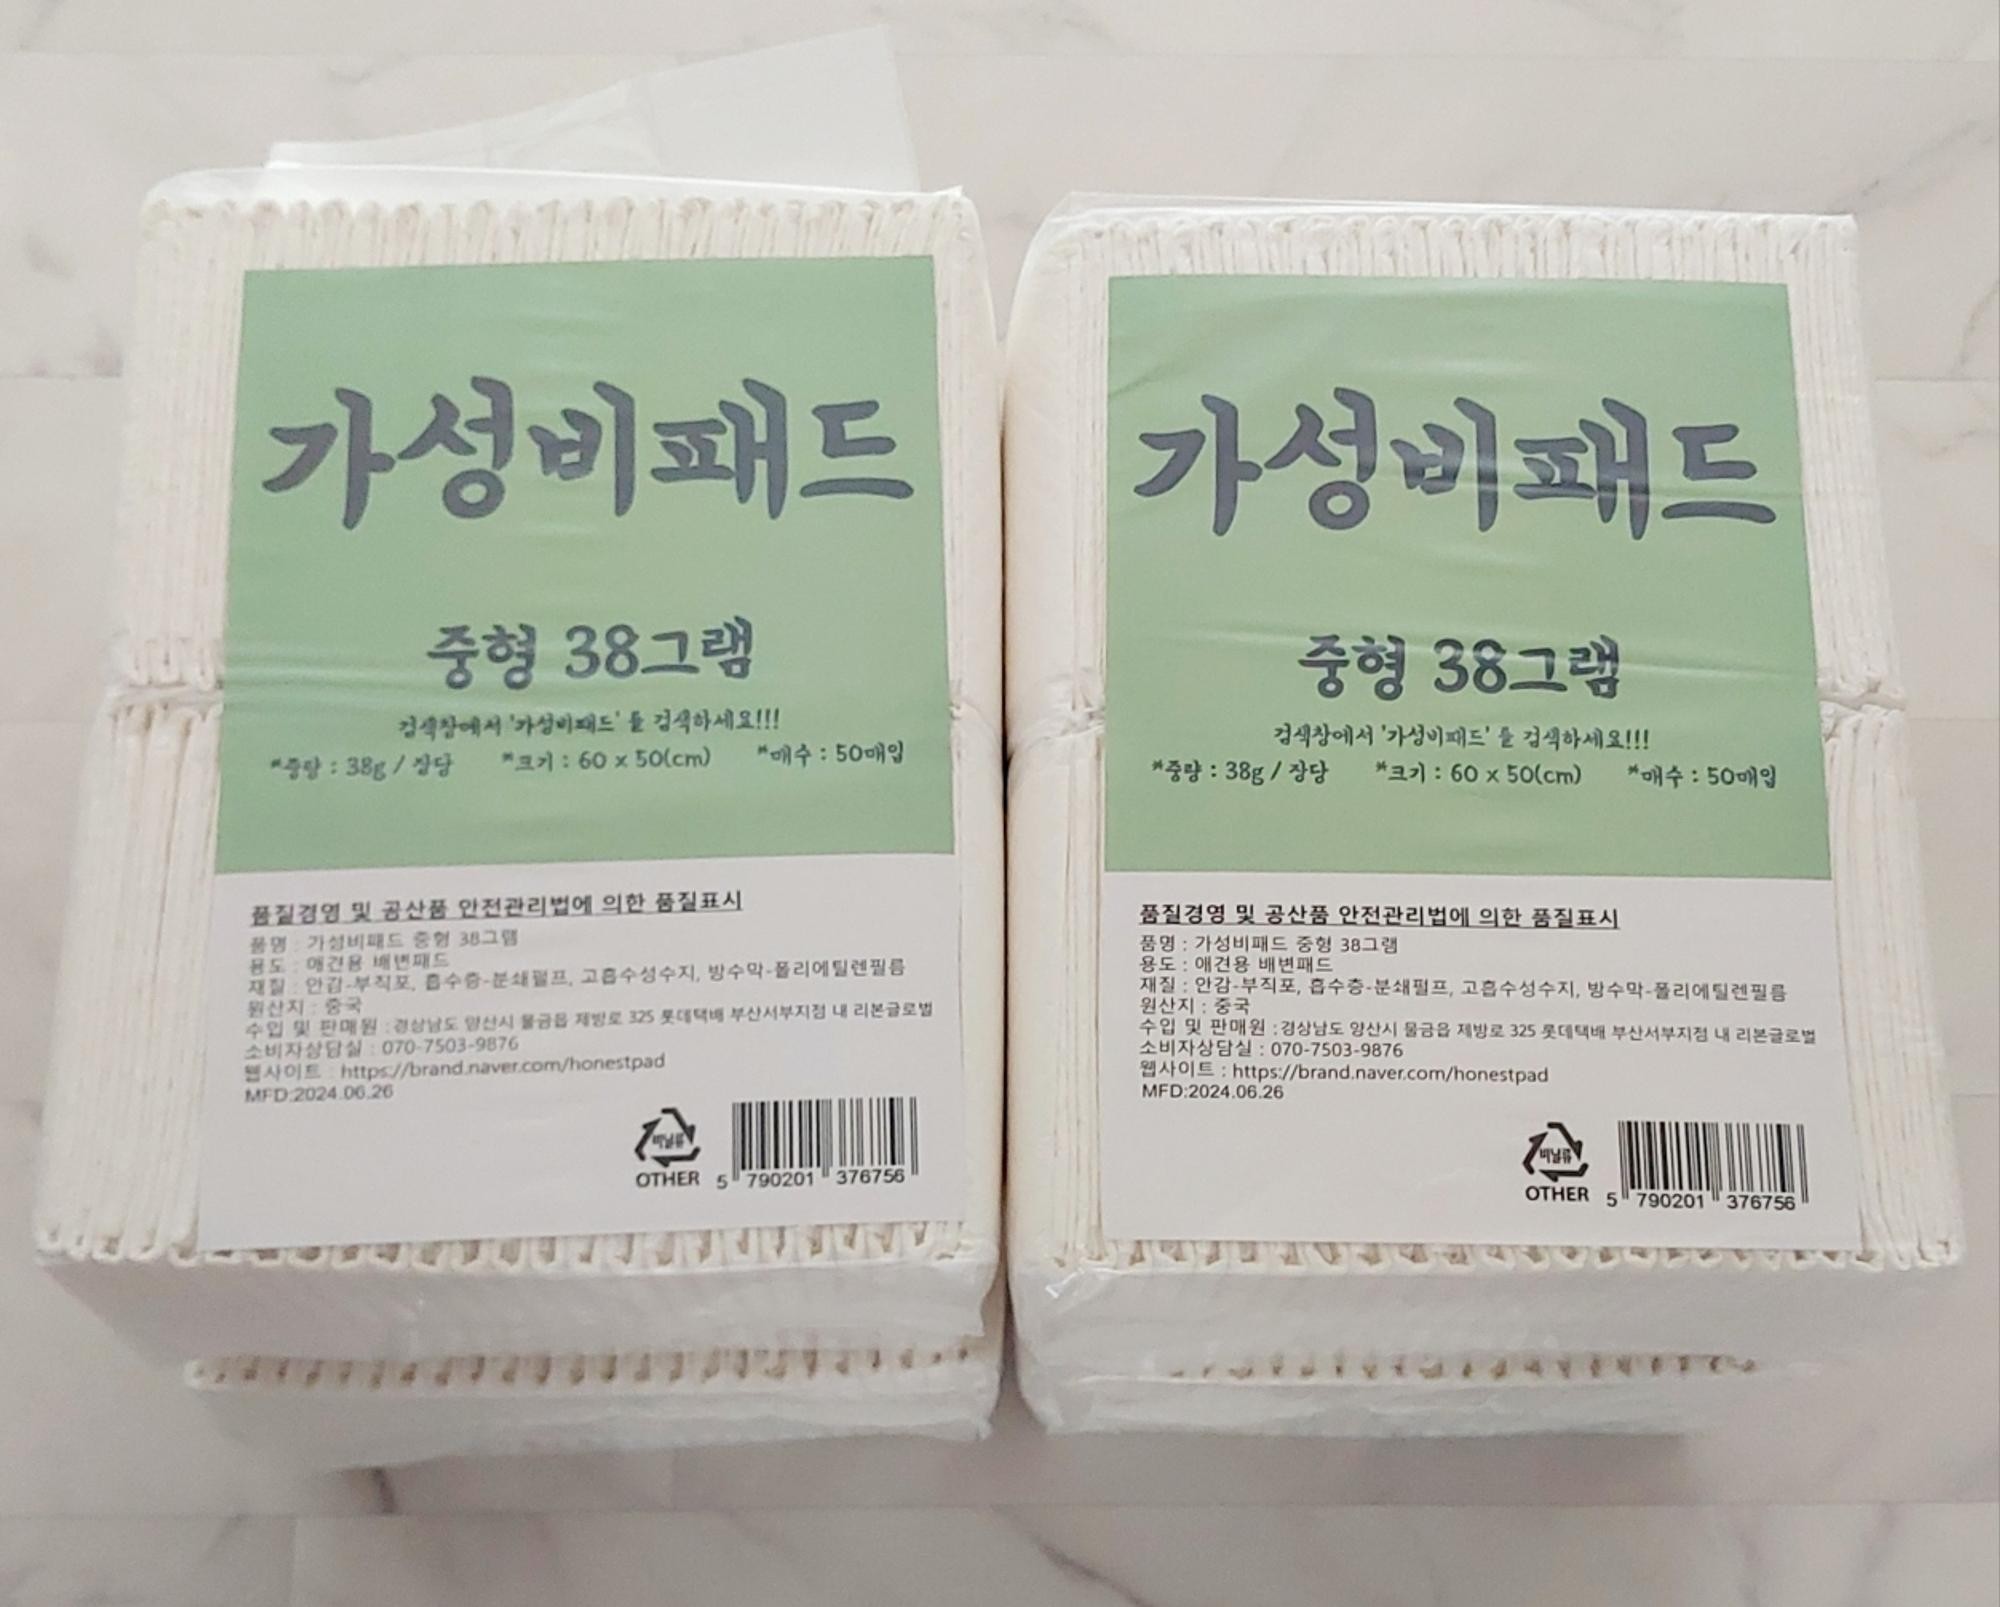 가성비패드
중형 38그램
검색창에서 '가성비패드' 를 검색하세요!!!
*중량 : 38g / 장당 *크기 : 60 x 50(cm) *매수 : 50매입
품질경영 및 공산품 안전관리법에 의한 품질표시
품명 : 가성비패드 중형 38그램
용도 : 애견용 배변패드
재질 : 안감-부직포, 흡수층-분쇄펄프, 고흡수성수지, 방수막-폴리에틸렌필름
원산지 : 중국
수입 및 판매원 : 경상남도 양산시 물금읍 제방로 325 롯데택배 부산서부지점 내 리본글로벌
소비자상담실 : 070-7503-9876
웹사이트 : https://brand.naver.com/honestpad
MFD:2024.06.26
비닐류
OTHER
5 790201 376756
가성비패드
중형 38그램
검색창에서 '가성비패드' 를 검색하세요!!!
*중량 : 38g / 장당 *크기 : 60 x 50(cm) *매수 : 50매입
품질경영 및 공산품 안전관리법에 의한 품질표시
품명 : 가성비패드 중형 38그램
용도 : 애견용 배변패드
재질 : 안감-부직포, 흡수층-분쇄펄프, 고흡수성수지, 방수막-폴리에틸렌필름
원산지 : 중국
수입 및 판매원 : 경상남도 양산시 물금읍 제방로 325 롯데택배 부산서부지점 내 리본글로벌
소비자상담실 : 070-7503-9876
웹사이트 : https://brand.naver.com/honestpad
MFD:2024.06.26
비닐류
OTHER
5 790201 376756